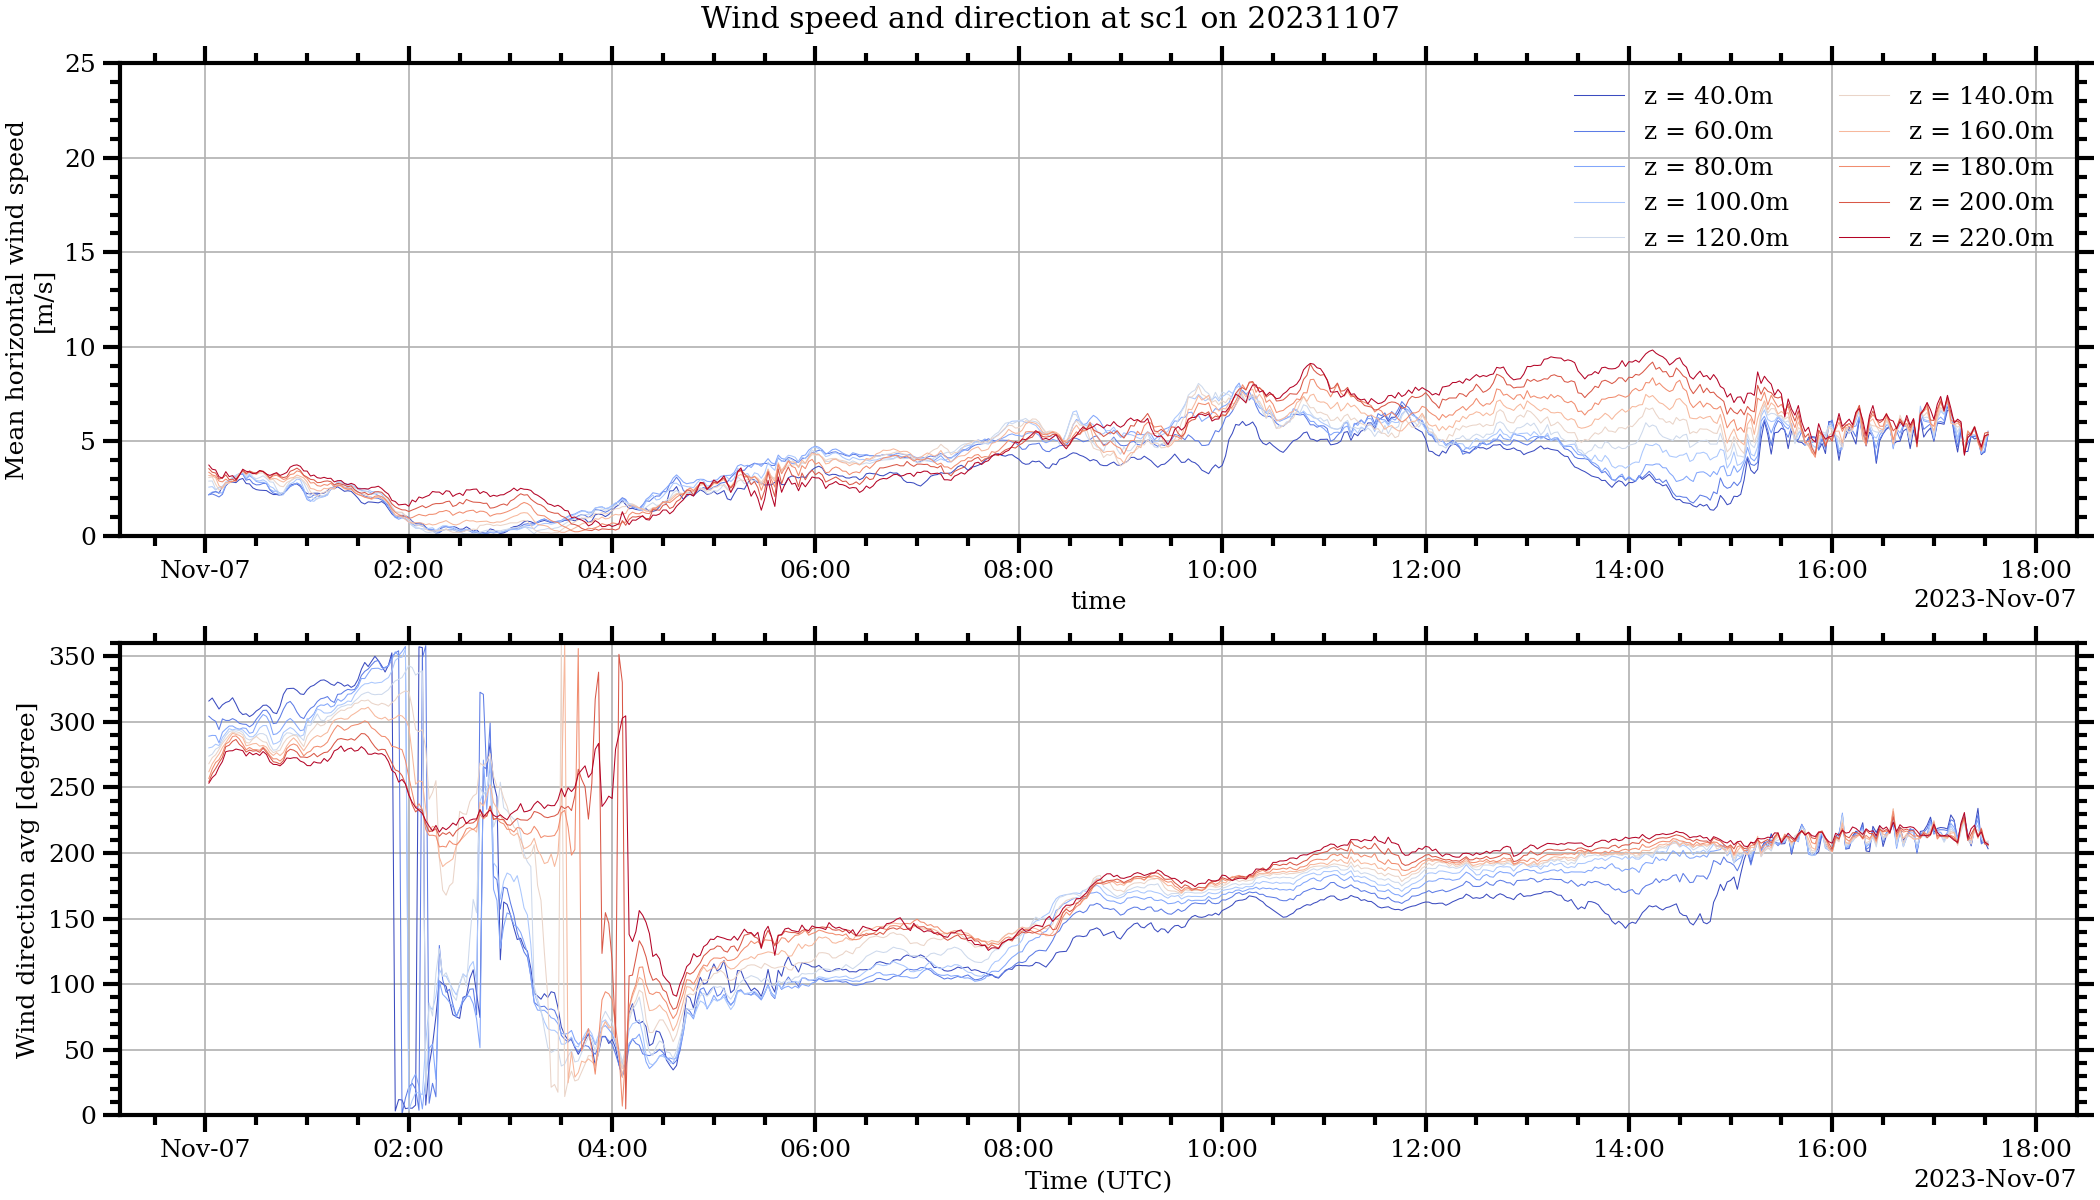 Wind speed and direction at sc1 on 20231107
Mean horizontal wind speed
[m/s]
25
20
15
10
5
0
z = 40.0m
z = 60.0m
z = 80.0m
z = 100.0m
z = 120.0m
z = 140.0m
z = 160.0m
z = 180.0m
z = 200.0m
z = 220.0m
Nov-07 02:00 04:00 06:00 08:00 10:00 12:00 14:00 16:00 18:00
time
2023-Nov-07
Wind direction avg [degree]
350
300
250
200
150
100
50
0
Nov-07 02:00 04:00 06:00 08:00 10:00 12:00 14:00 16:00 18:00
Time (UTC)
2023-Nov-07